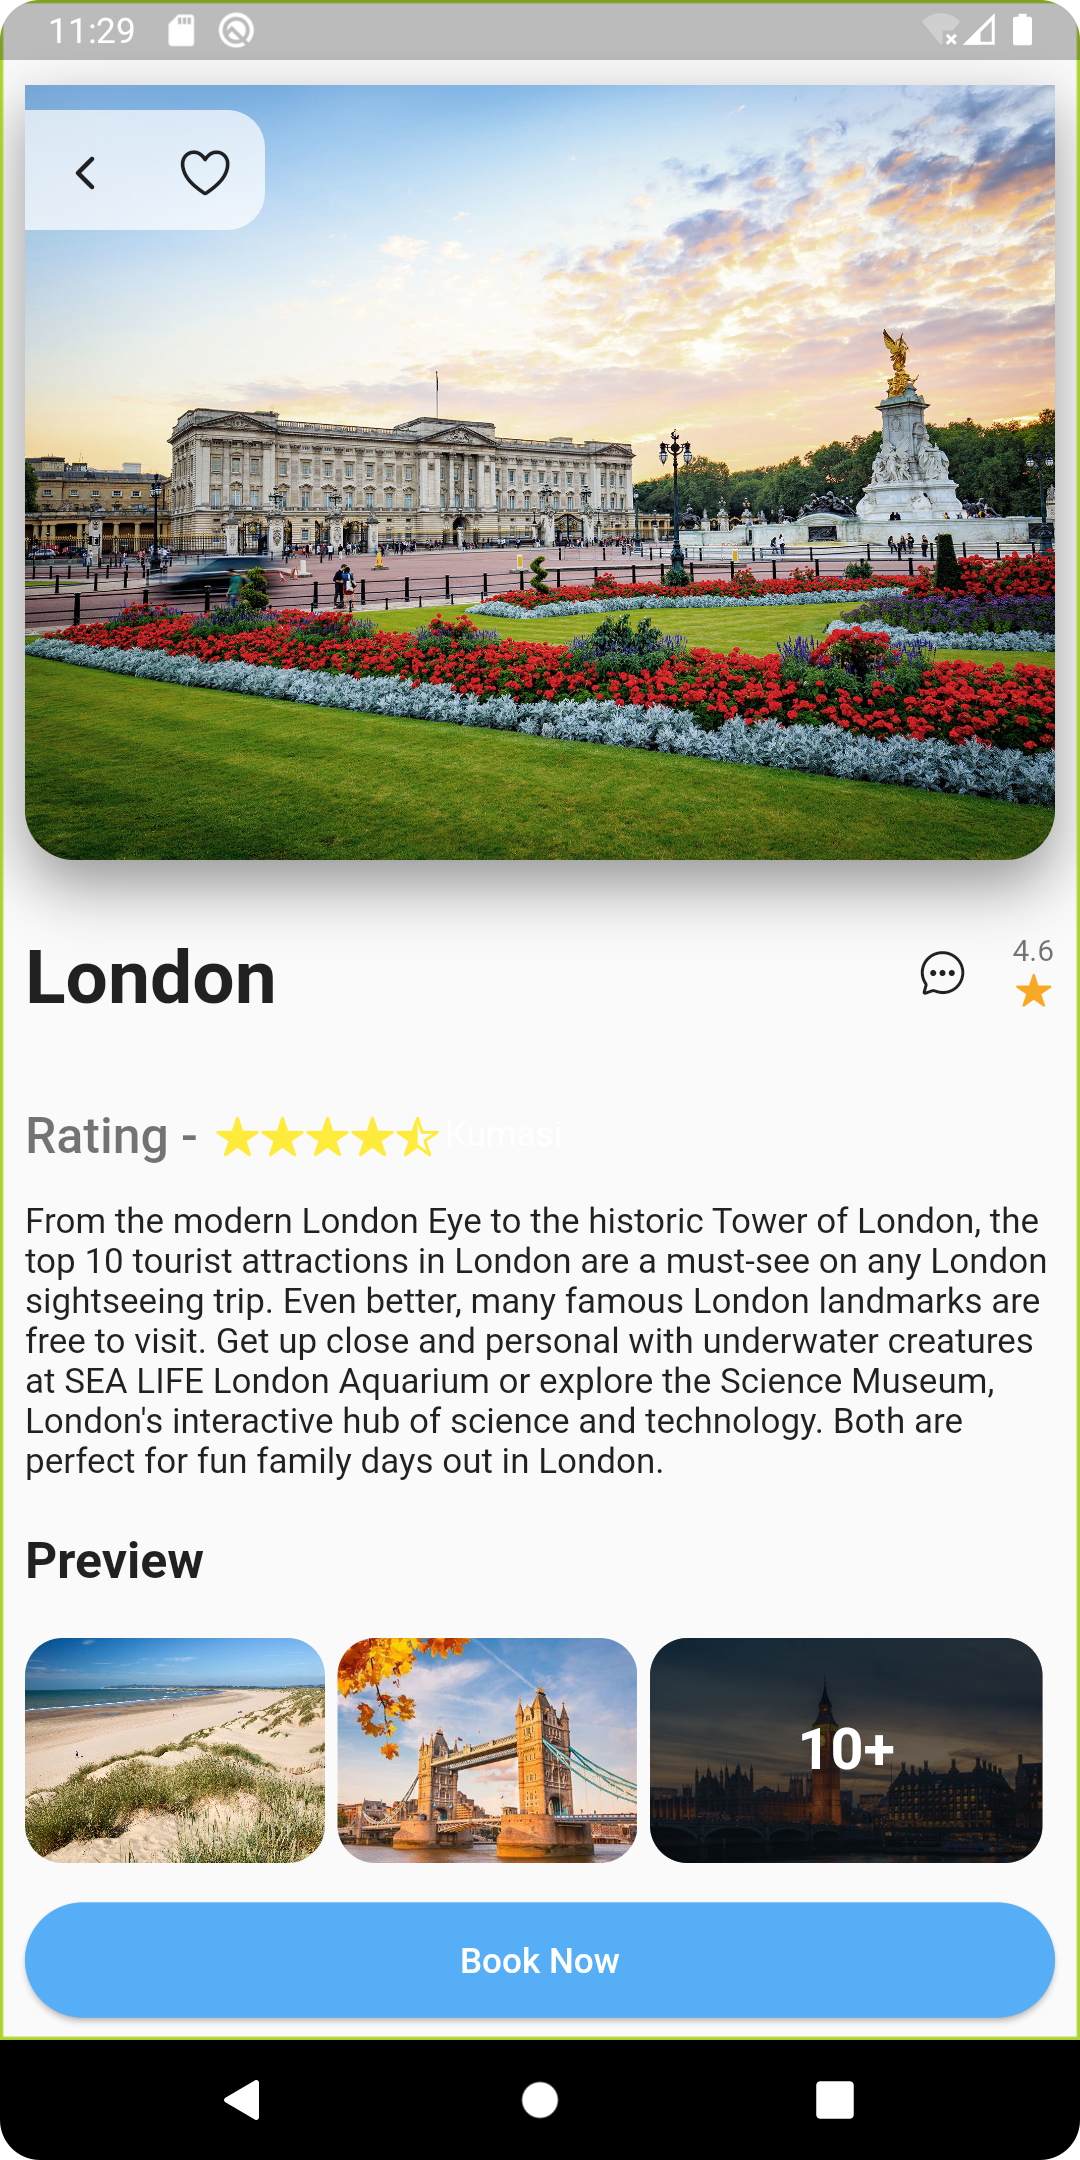 11:29
London
4.6
Rating - Kumasi
From the modern London Eye to the historic Tower of London, the
top 10 tourist attractions in London are a must-see on any London
sightseeing trip. Even better, many famous London landmarks are
free to visit. Get up close and personal with underwater creatures
at SEA LIFE London Aquarium or explore the Science Museum,
London's interactive hub of science and technology. Both are
perfect for fun family days out in London.
Preview
10+
Book Now